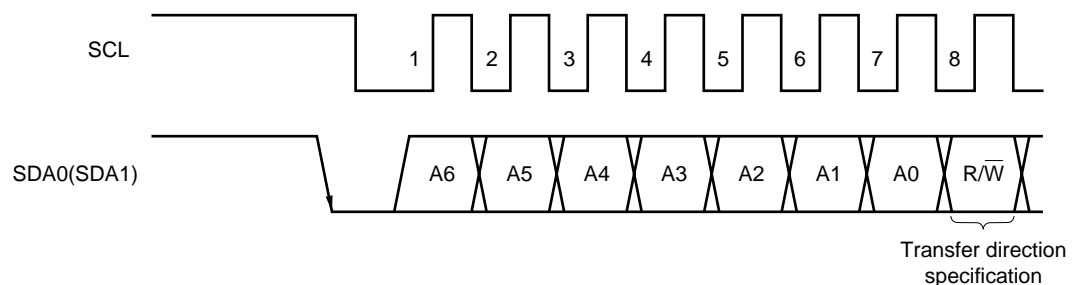 SCL
1 2 3 4 5 6 7 8
SDA0(SDA1)
A6 A5 A4 A3 A2 A1 A0 R/W̅
Transfer direction
specification